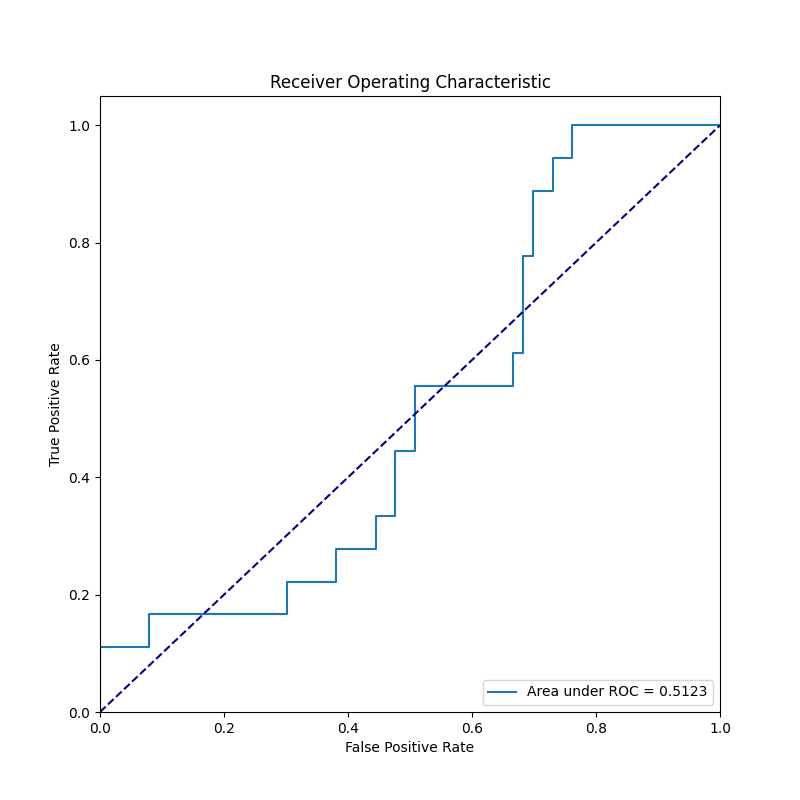 Receiver Operating Characteristic
True Positive Rate
1.0
0.8
0.6
0.4
0.2
0.0
Area under ROC = 0.5123
0.0 0.2 0.4 0.6 0.8 1.0
False Positive Rate